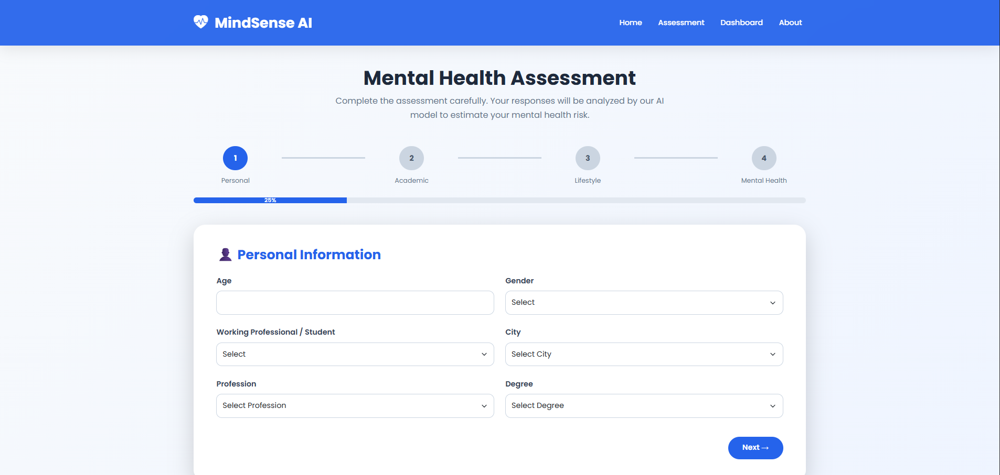 MindSense AI
Home
Assessment
Dashboard
About
Mental Health Assessment
Complete the assessment carefully. Your responses will be analyzed by our AI
model to estimate your mental health risk.
1
2
3
4
Personal
Academic
Lifestyle
Mental Health
25%
Personal Information
Age
Gender
Select
Working Professional / Student
City
Select
Select City
Profession
Degree
Select Profession
Select Degree
Next →